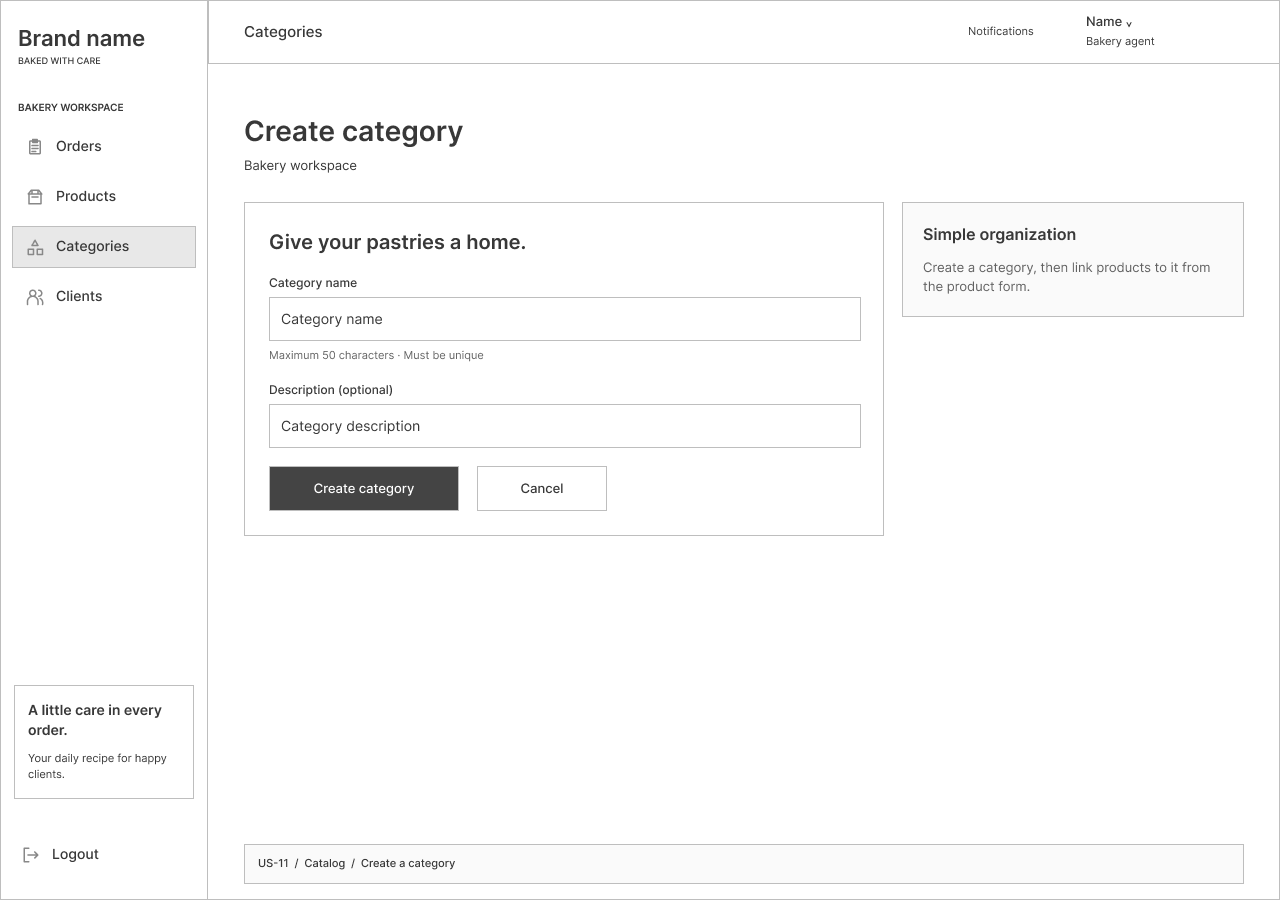 Brand name
BAKED WITH CARE
BAKERY WORKSPACE
Orders
Products
Categories
Clients
A little care in every
order.
Your daily recipe for happy
clients.
Logout
Categories
Notifications
Name v
Bakery agent
Create category
Bakery workspace
Give your pastries a home.
Category name
Category name
Maximum 50 characters · Must be unique
Description (optional)
Category description
Create category
Cancel
Simple organization
Create a category, then link products to it from
the product form.
US-11 / Catalog / Create a category